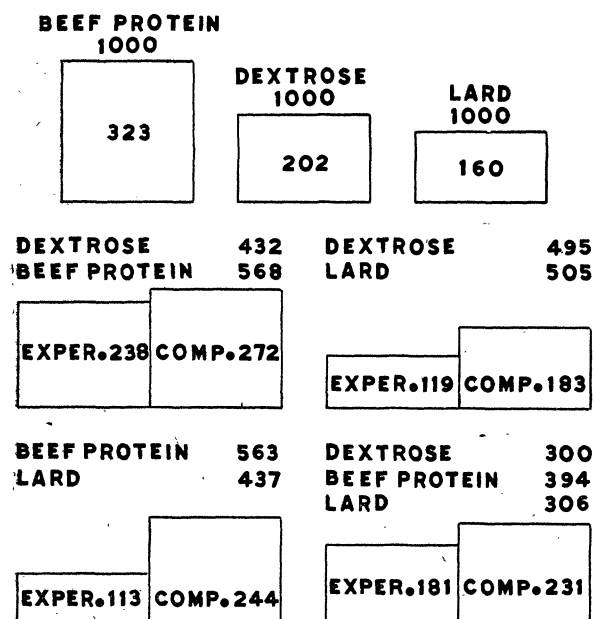 BEEF PROTEIN
1000
323
DEXTROSE
1000
202
LARD
1000
160
DEXTROSE 432
BEEF PROTEIN 568
EXPER. 238 COMP. 272
DEXTROSE 495
LARD 505
EXPER. 119 COMP. 183
BEEF PROTEIN 563
LARD 437
EXPER. 113 COMP. 244
DEXTROSE 300
BEEF PROTEIN 394
LARD 306
EXPER. 181 COMP. 231